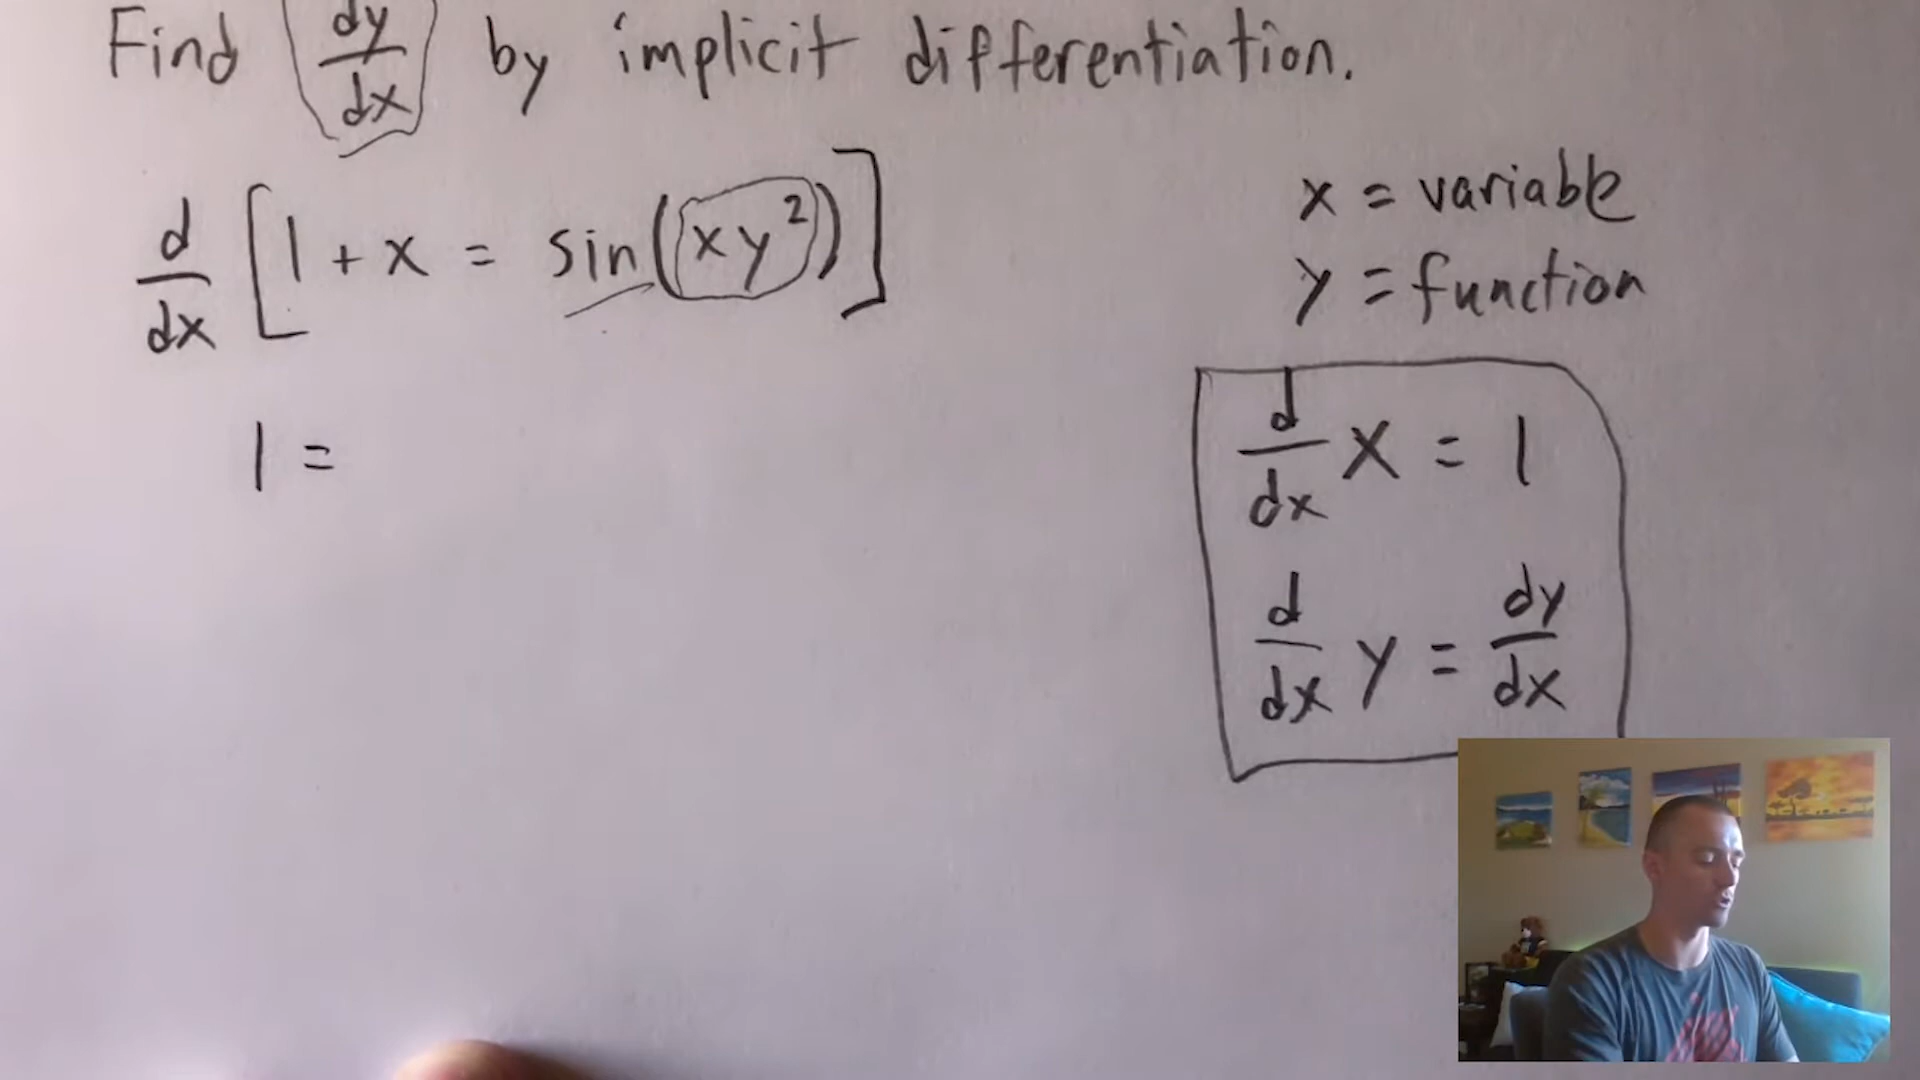 Find dy/dx by implicit differentiation.
d/dx [1 + x = sin(xy²)]
1 =
x = variable
y = function
d/dx x = 1
d/dx y = dy/dx